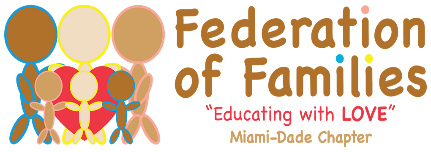 Federation
of Families
"Educating with LOVE"
Miami-Dade Chapter